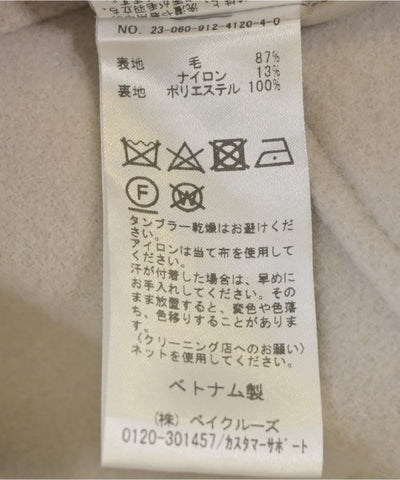 NO. 23-060-912-4120-4-0
表地 毛 87%
ナイロン 13%
裏地 ポリエステル 100%
F W
タンブラー乾燥はお避けくだ
さい。
アイロンは当て布を使用して
ください。
汗が付着した場合は、早めに
お手入れしてください。その
まま放置すると、変色や色落
ち、色移りすることがありま
す。
〈クリーニング店へのお願い〉
ネットを使用してください。
ベトナム製
(株) ベイクルーズ
0120-301457/カスタマーサポート